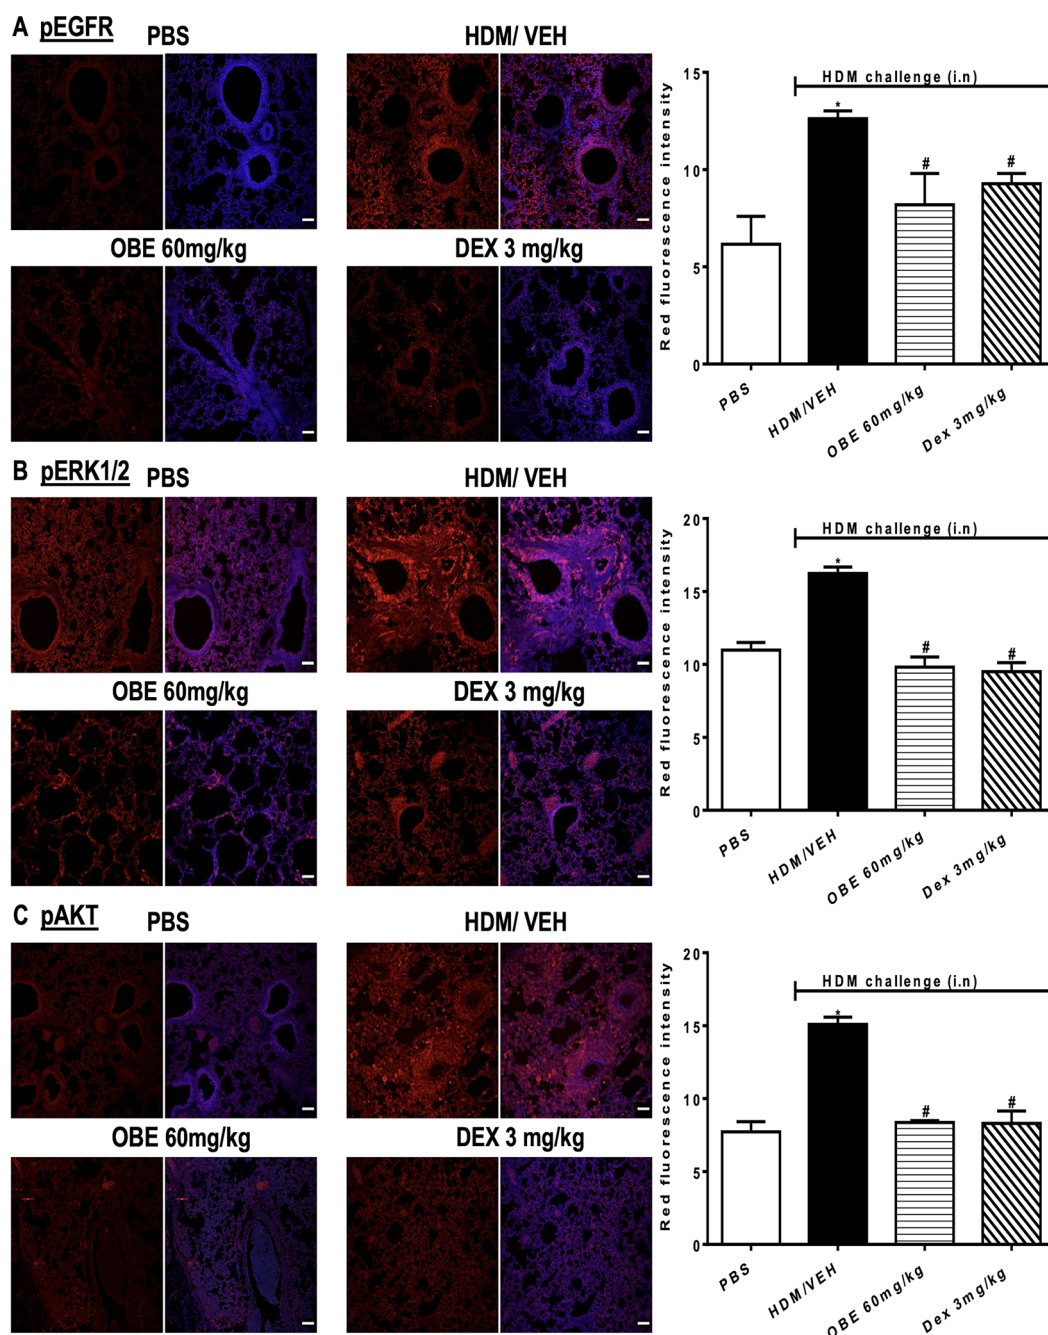 A pEGFR PBS HDM/ VEH
OBE 60mg/kg DEX 3 mg/kg
Red fluorescence intensity
15
10
5
0
HDM challenge (i.n)
*
#
#
PBS
HDM/VEH
OBE 60mg/kg
Dex 3mg/kg
B pERK1/2 PBS HDM/ VEH
OBE 60mg/kg DEX 3 mg/kg
Red fluorescence intensity
20
15
10
5
0
HDM challenge (i.n)
*
#
#
PBS
HDM/VEH
OBE 60mg/kg
Dex 3mg/kg
C pAKT PBS HDM/ VEH
OBE 60mg/kg DEX 3 mg/kg
Red fluorescence intensity
20
15
10
5
0
HDM challenge (i.n)
*
#
#
PBS
HDM/VEH
OBE 60mg/kg
Dex 3mg/kg